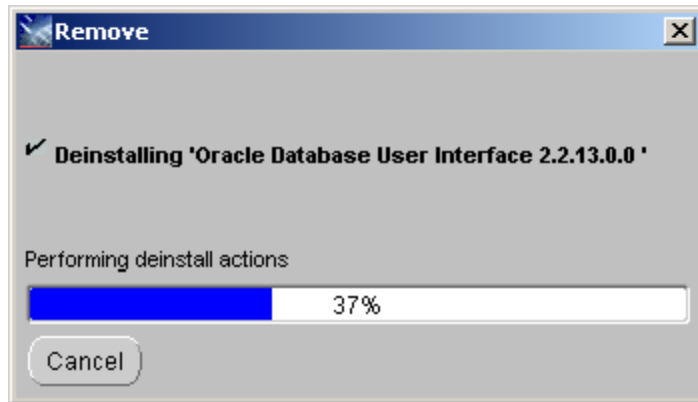 Remove
Deinstalling 'Oracle Database User Interface 2.2.13.0.0 '
Performing deinstall actions
37%
Cancel